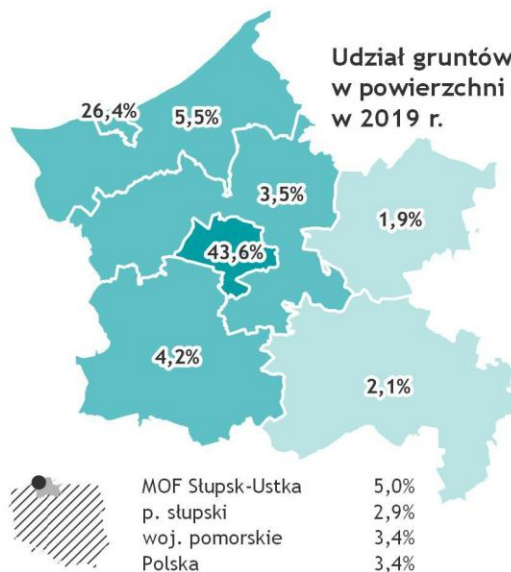 Udział gruntów
w powierzchni
w 2019 r.
26,4%
5,5%
3,5%
1,9%
43,6%
4,2%
2,1%
MOF Słupsk-Ustka 5,0%
p. słupski 2,9%
woj. pomorskie 3,4%
Polska 3,4%